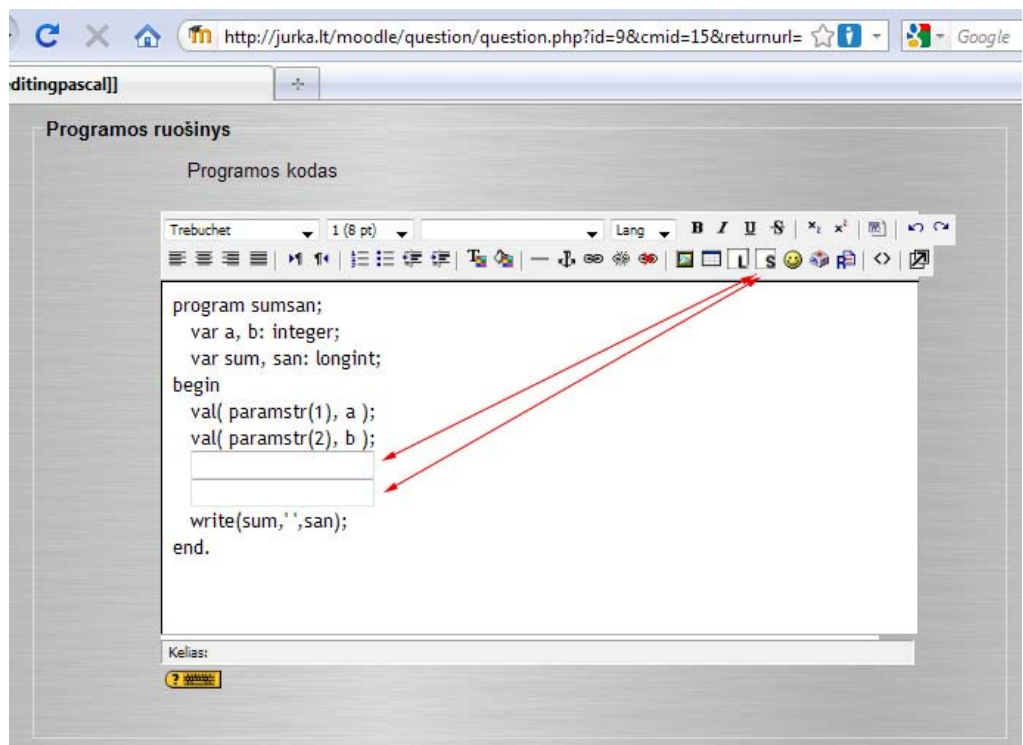 http://jurka.lt/moodle/question/question.php?id=9&cmid=15&returnurl=
Google
ditingpascal]]
Programos ruošinys
Programos kodas
Trebuchet 1 (8 pt) Lang B I U S x₂ x²
L S
program sumsan;
var a, b: integer;
var sum, san: longint;
begin
val( paramstr(1), a );
val( paramstr(2), b );
write(sum,' ',san);
end.
Kelias:
?